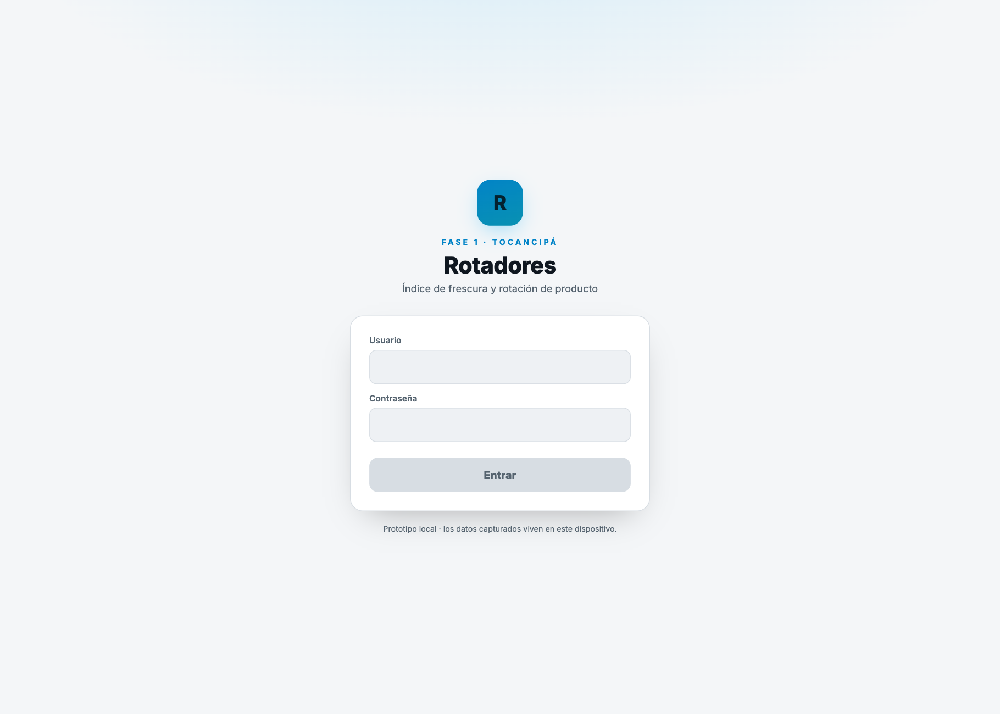 R
FASE 1 · TOCANCIPÁ
Rotadores
Índice de frescura y rotación de producto
Usuario
Contraseña
Entrar
Prototipo local · los datos capturados viven en este dispositivo.